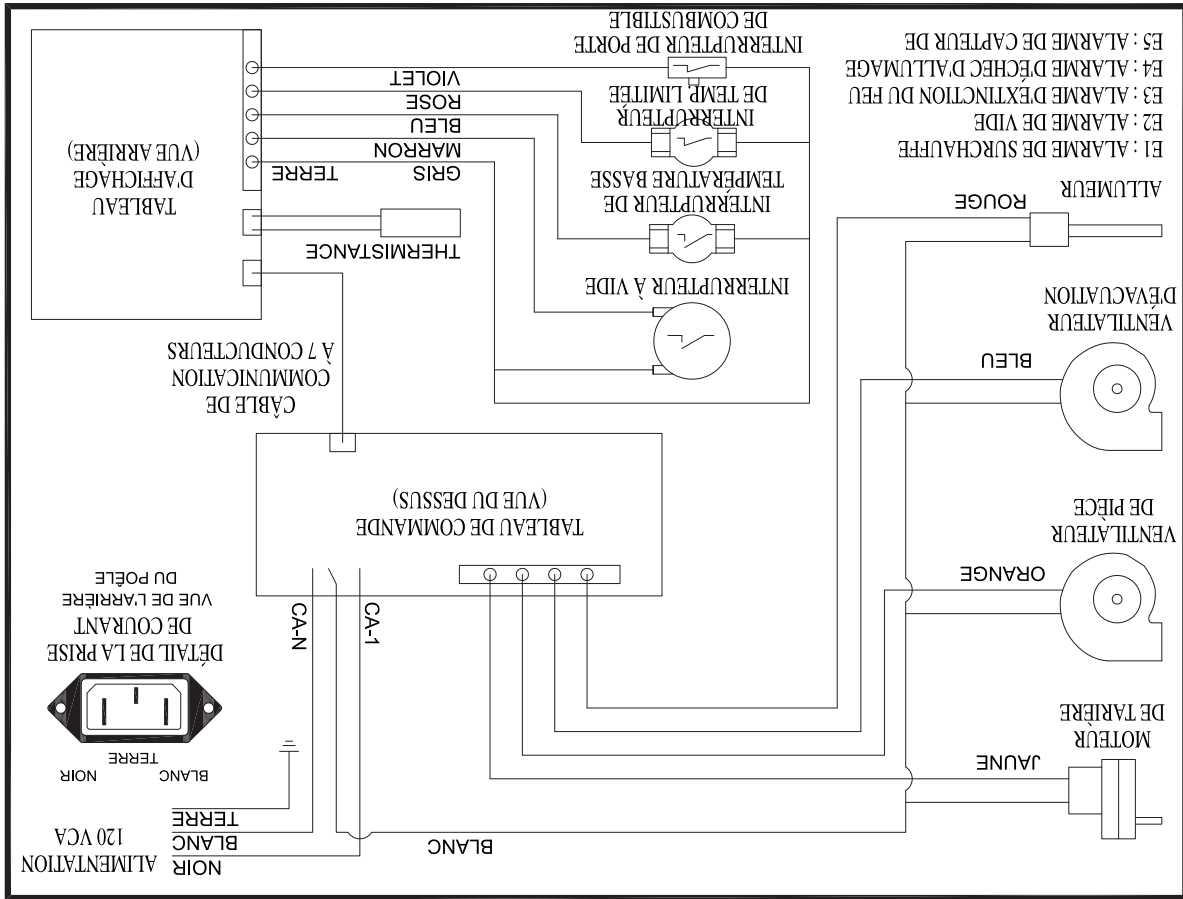 MOTEUR
DE TARIÈRE
JAUNE
BLANC
NOIR
BLANC
TERRE
ALIMENTATION
120 VCA
BLANC
TERRE
NOIR
DÉTAIL DE LA PRISE
DE COURANT
VUE DE L'ARRIÈRE
DU POÊLE
VENTILATEUR
DE PIÈCE
ORANGE
CA-1
CA-N
TABLEAU DE COMMANDE
(VUE DU DESSUS)
VENTILATEUR
D'ÉVACUATION
BLEU
CÂBLE DE
COMMUNICATION
À 7 CONDUCTEURS
ALLUMEUR
ROUGE
INTERRUPTEUR À VIDE
INTERRUPTEUR DE
TEMPÉRATURE BASSE
INTERRUPTEUR
DE TEMP. LIMITÉE
INTERRUPTEUR DE PORTE
DE COMBUSTIBLE
THERMISTANCE
GRIS
TERRE
MARRON
BLEU
ROSE
VIOLET
TABLEAU
D'AFFICHAGE
(VUE ARRIÈRE)
E1 : ALARME DE SURCHAUFFE
E2 : ALARME DE VIDE
E3 : ALARME D'EXTINCTION DU FEU
E4 : ALARME D'ÉCHEC D'ALLUMAGE
E5 : ALARME DE CAPTEUR DE